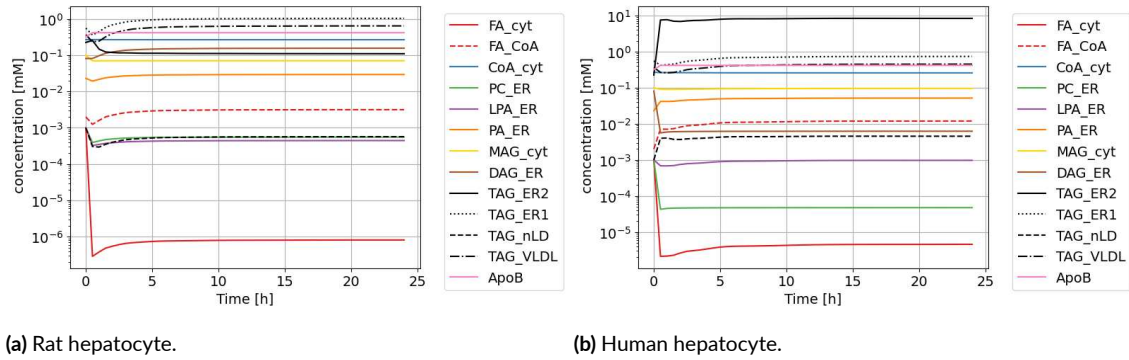 concentration [mM]
10⁰
10⁻¹
10⁻²
10⁻³
10⁻⁴
10⁻⁵
10⁻⁶
0 5 10 15 20 25
Time [h]
FA_cyt
FA_CoA
CoA_cyt
PC_ER
LPA_ER
PA_ER
MAG_cyt
DAG_ER
TAG_ER2
TAG_ER1
TAG_nLD
TAG_VLDL
ApoB
(a) Rat hepatocyte.
concentration [mM]
10¹
10⁰
10⁻¹
10⁻²
10⁻³
10⁻⁴
10⁻⁵
0 5 10 15 20 25
Time [h]
FA_cyt
FA_CoA
CoA_cyt
PC_ER
LPA_ER
PA_ER
MAG_cyt
DAG_ER
TAG_ER2
TAG_ER1
TAG_nLD
TAG_VLDL
ApoB
(b) Human hepatocyte.